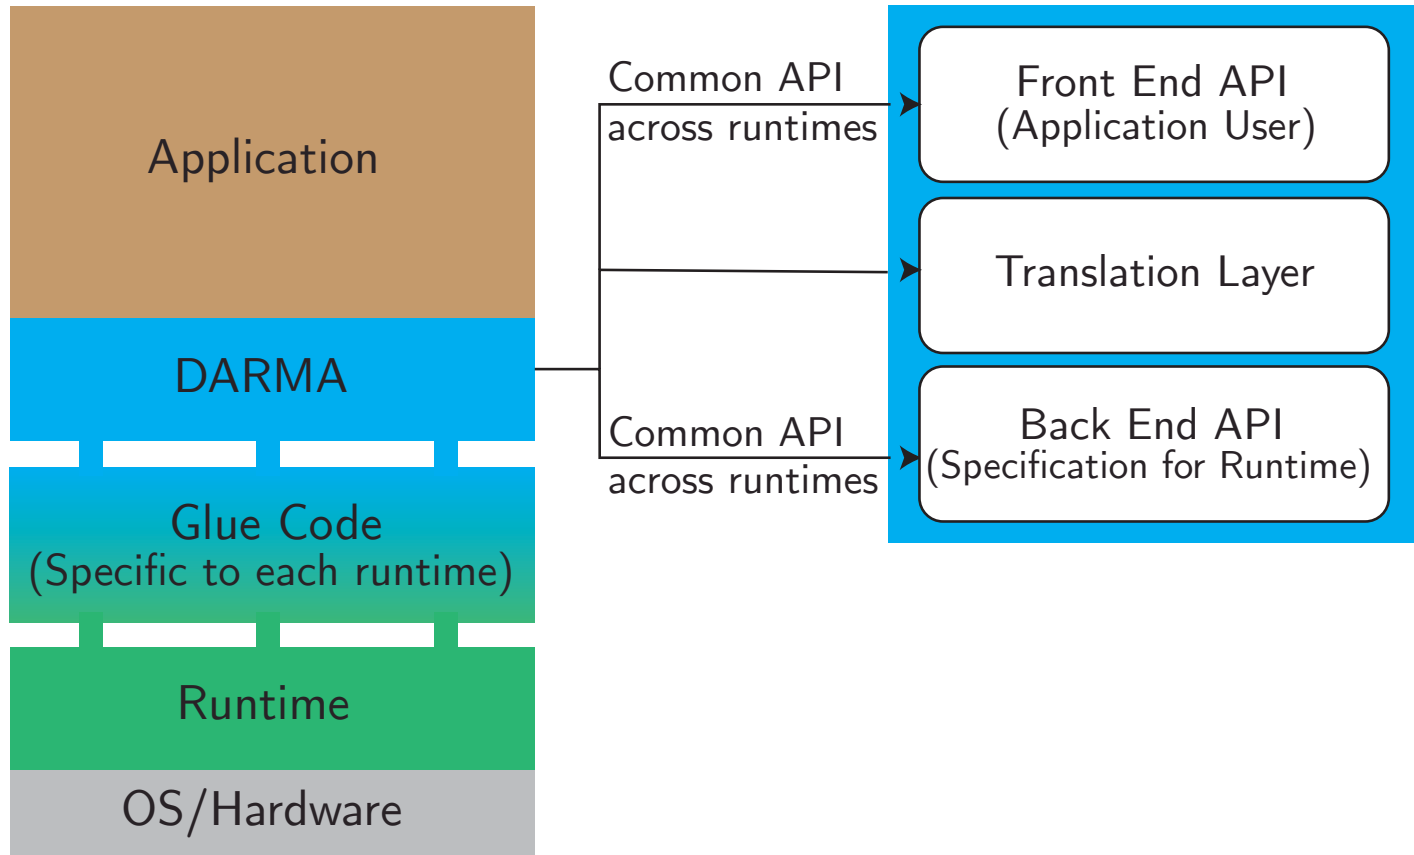 Application
DARMA
Glue Code
(Specific to each runtime)
Runtime
OS/Hardware
Common API
across runtimes
Common API
across runtimes
Front End API
(Application User)
Translation Layer
Back End API
(Specification for Runtime)